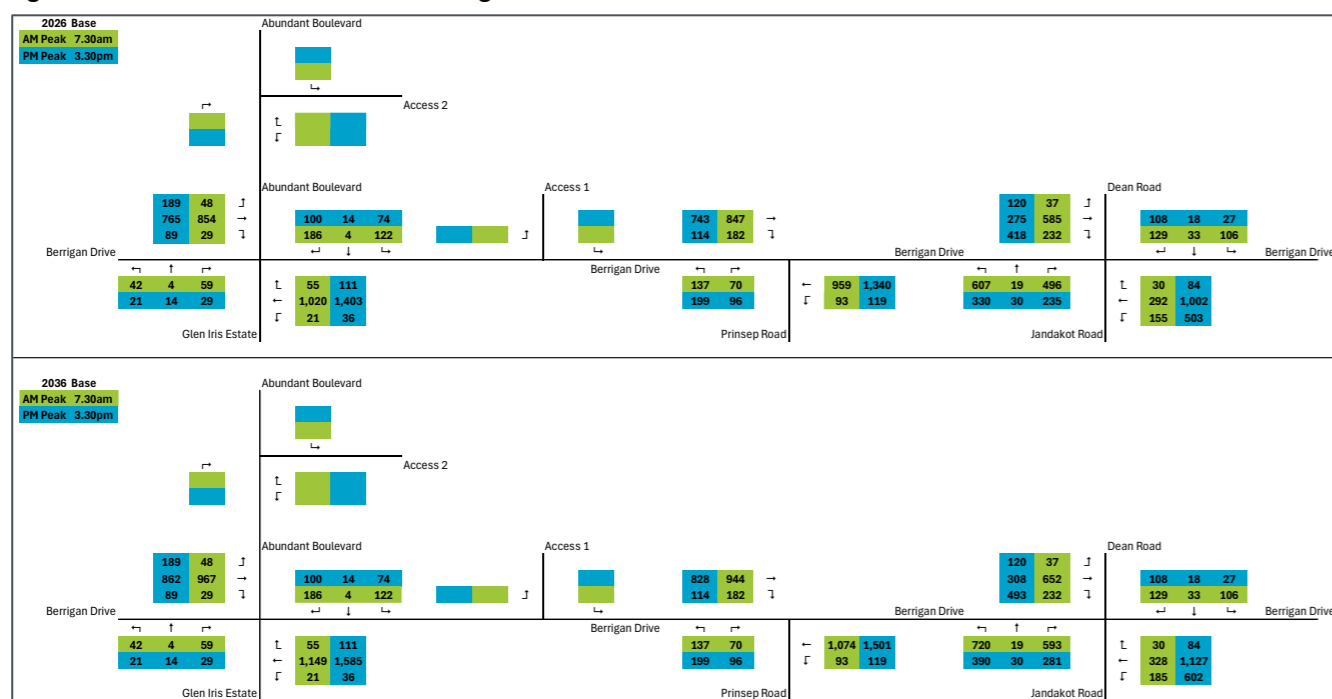 2026 Base
AM Peak 7.30am
PM Peak 3.30pm
Abundant Boulevard
↳
Access 2
↱
↰
↱
Abundant Boulevard
Access 1
Dean Road
189 48
765 854 →
89 29
100 14 74
186 4 122
743 847 →
114 182
120 37
275 585 →
418 232
108 18 27
129 33 106
Berrigan Drive
Berrigan Drive
Berrigan Drive
Berrigan Drive
↰ ↑ ↱
42 4 59
21 14 29
55 111
← 1,020 1,403
21 36
↰ ↱
137 70
199 96
← 959 1,340
93 119
↰ ↑ ↱
607 19 496
330 30 235
30 84
← 292 1,002
155 503
Glen Iris Estate
Prinsep Road
Jandakot Road
2036 Base
AM Peak 7.30am
PM Peak 3.30pm
Abundant Boulevard
↳
Access 2
Abundant Boulevard
Access 1
Dean Road
189 48
862 967 →
89 29
100 14 74
186 4 122
828 944 →
114 182
120 37
308 652 →
493 232
108 18 27
129 33 106
Berrigan Drive
Berrigan Drive
Berrigan Drive
Berrigan Drive
↰ ↑ ↱
42 4 59
21 14 29
55 111
← 1,149 1,585
21 36
↰ ↱
137 70
199 96
← 1,074 1,501
93 119
↰ ↑ ↱
720 19 593
390 30 281
30 84
← 328 1,127
185 602
Glen Iris Estate
Prinsep Road
Jandakot Road